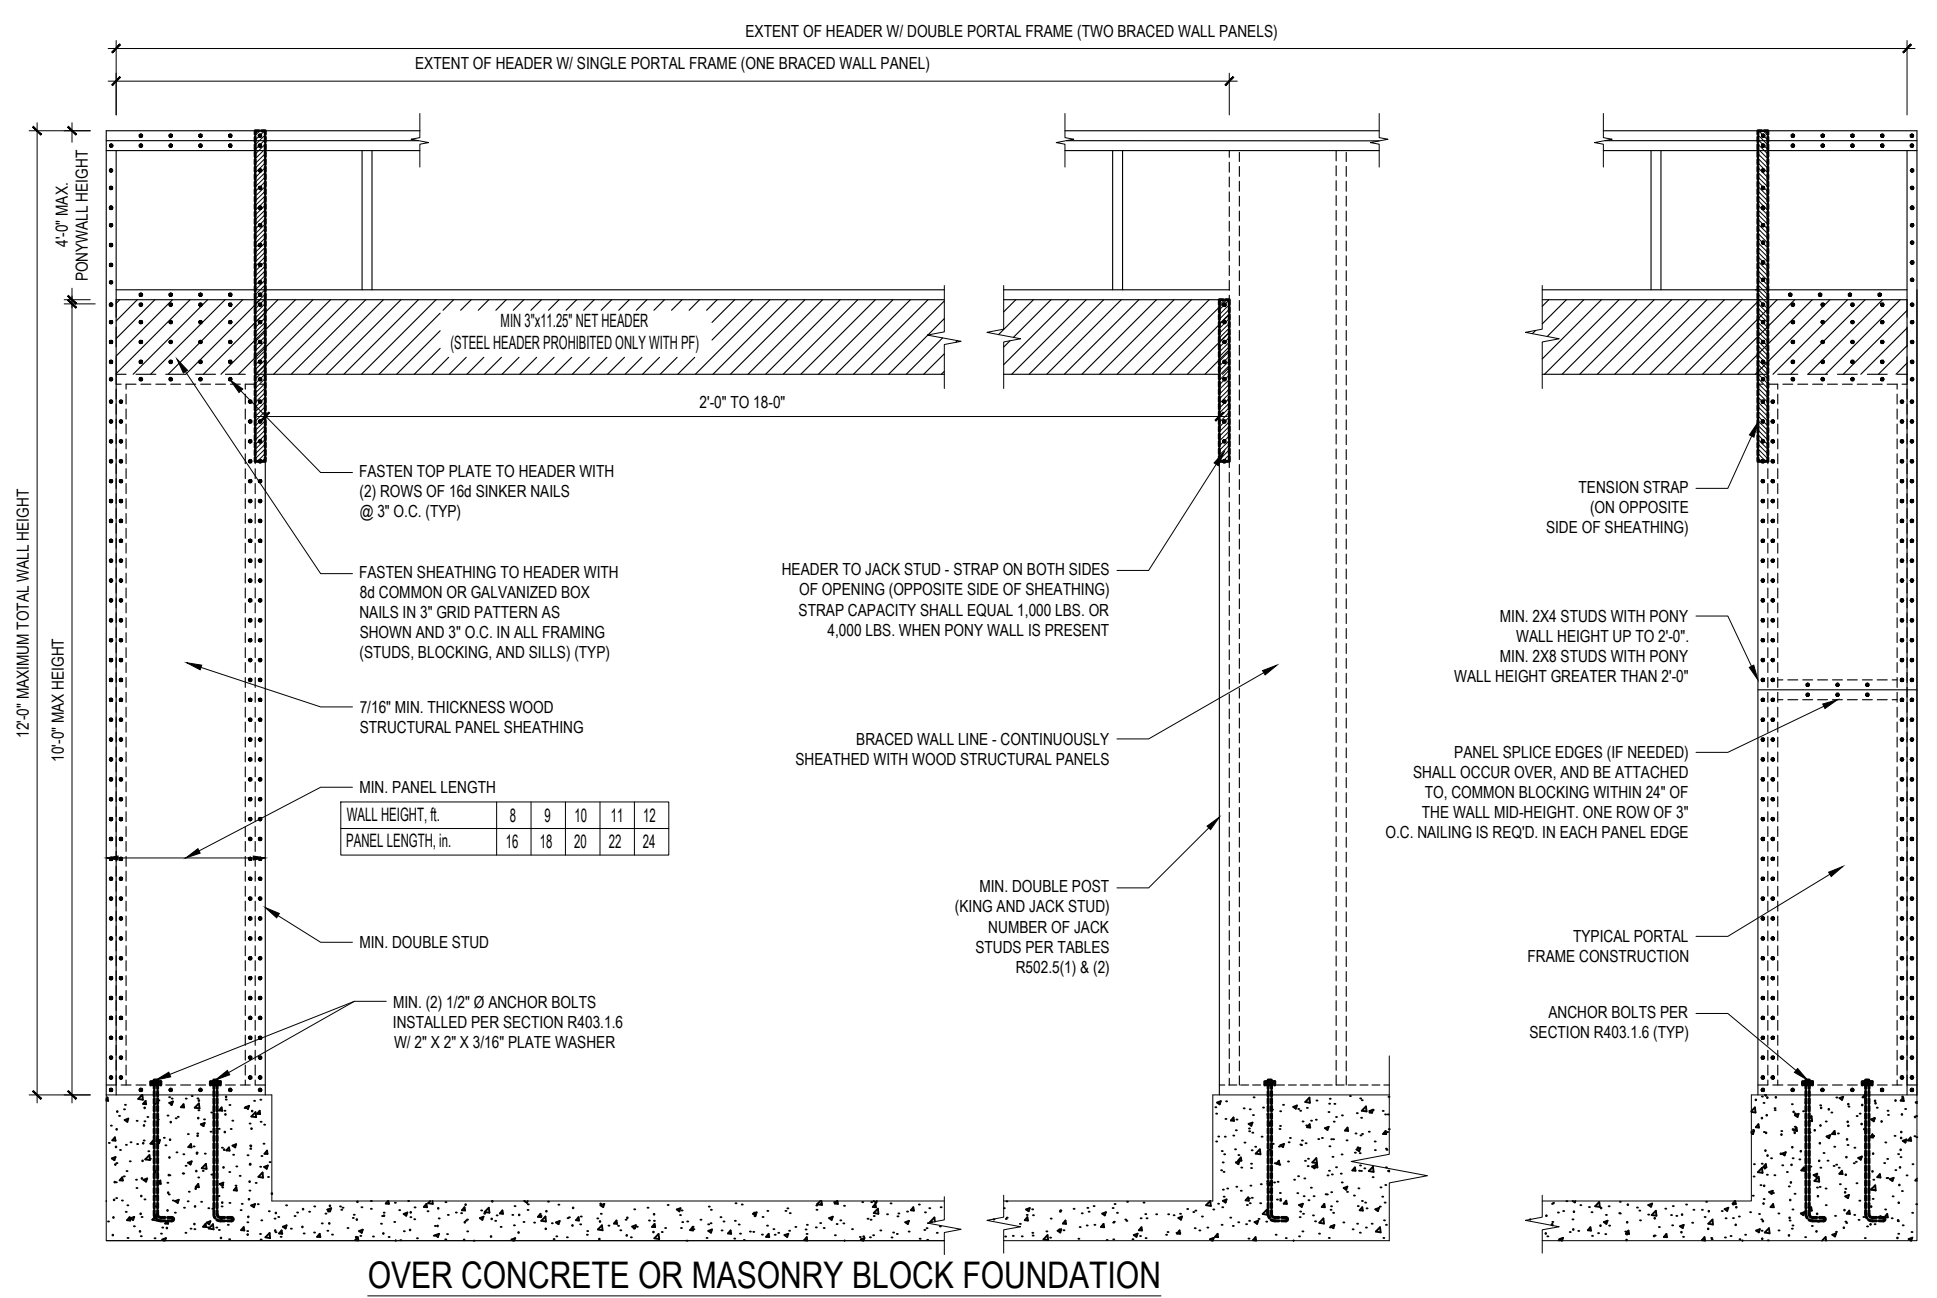 EXTENT OF HEADER W/ DOUBLE PORTAL FRAME (TWO BRACED WALL PANELS)
EXTENT OF HEADER W/ SINGLE PORTAL FRAME (ONE BRACED WALL PANEL)
4'-0" MAX.
PONYWALL HEIGHT
12'-0" MAXIMUM TOTAL WALL HEIGHT
10'-0" MAX HEIGHT
MIN 3"x11.25" NET HEADER
(STEEL HEADER PROHIBITED ONLY WITH PF)
2'-0" TO 18-0"
FASTEN TOP PLATE TO HEADER WITH
(2) ROWS OF 16d SINKER NAILS
@ 3" O.C. (TYP)
FASTEN SHEATHING TO HEADER WITH
8d COMMON OR GALVANIZED BOX
NAILS IN 3" GRID PATTERN AS
SHOWN AND 3" O.C. IN ALL FRAMING
(STUDS, BLOCKING, AND SILLS) (TYP)
7/16" MIN. THICKNESS WOOD
STRUCTURAL PANEL SHEATHING
MIN. PANEL LENGTH
WALL HEIGHT, ft. 8 9 10 11 12
PANEL LENGTH, in. 16 18 20 22 24
MIN. DOUBLE STUD
MIN. (2) 1/2" Ø ANCHOR BOLTS
INSTALLED PER SECTION R403.1.6
W/ 2" X 2" X 3/16" PLATE WASHER
HEADER TO JACK STUD - STRAP ON BOTH SIDES
OF OPENING (OPPOSITE SIDE OF SHEATHING)
STRAP CAPACITY SHALL EQUAL 1,000 LBS. OR
4,000 LBS. WHEN PONY WALL IS PRESENT
BRACED WALL LINE - CONTINUOUSLY
SHEATHED WITH WOOD STRUCTURAL PANELS
MIN. DOUBLE POST
(KING AND JACK STUD)
NUMBER OF JACK
STUDS PER TABLES
R502.5(1) & (2)
TENSION STRAP
(ON OPPOSITE
SIDE OF SHEATHING)
MIN. 2X4 STUDS WITH PONY
WALL HEIGHT UP TO 2'-0".
MIN. 2X8 STUDS WITH PONY
WALL HEIGHT GREATER THAN 2'-0"
PANEL SPLICE EDGES (IF NEEDED)
SHALL OCCUR OVER, AND BE ATTACHED
TO, COMMON BLOCKING WITHIN 24" OF
THE WALL MID-HEIGHT. ONE ROW OF 3"
O.C. NAILING IS REQ'D. IN EACH PANEL EDGE
TYPICAL PORTAL
FRAME CONSTRUCTION
ANCHOR BOLTS PER
SECTION R403.1.6 (TYP)
OVER CONCRETE OR MASONRY BLOCK FOUNDATION